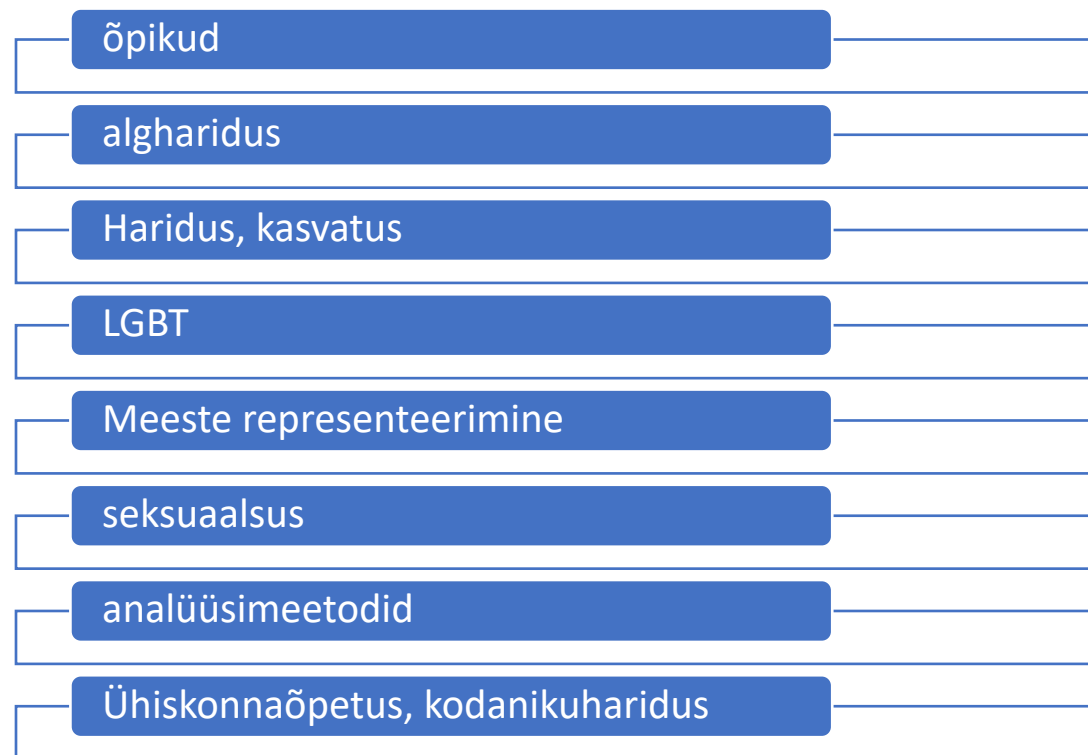 õpikud
algharidus
Haridus, kasvatus
LGBT
Meeste representeerimine
seksuaalsus
analüüsimeetodid
Ühiskonnaõpetus, kodanikuharidus